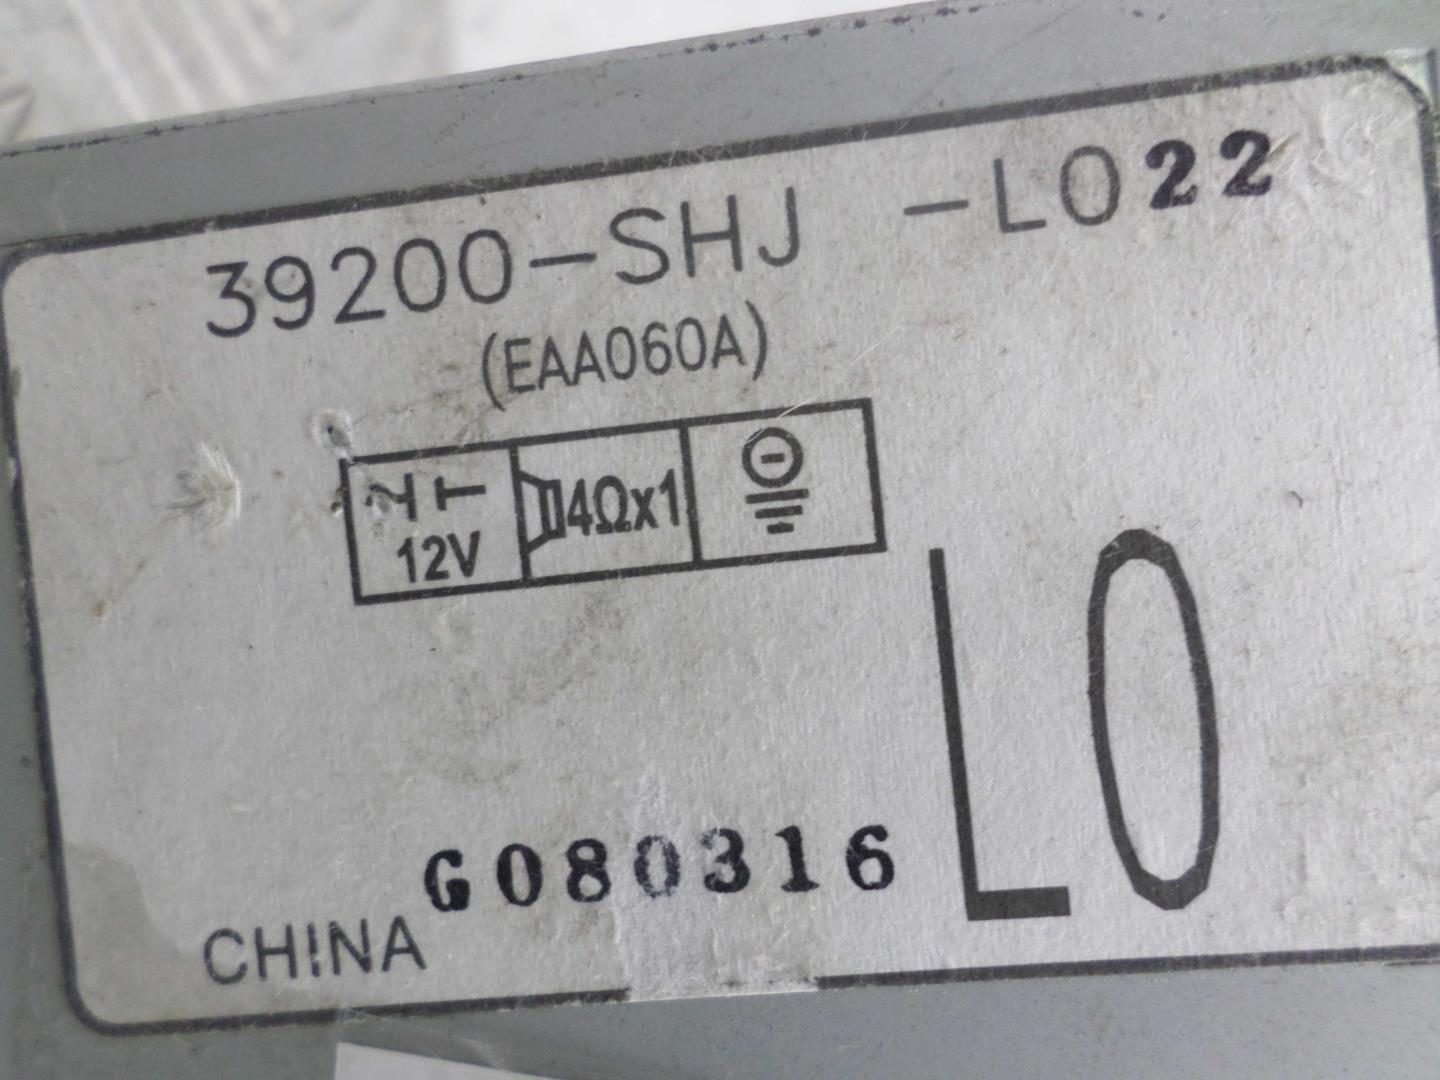 39200-SHJ -L022
(EAA060A)
12V 4Ωx1
L0
G080316
CHINA